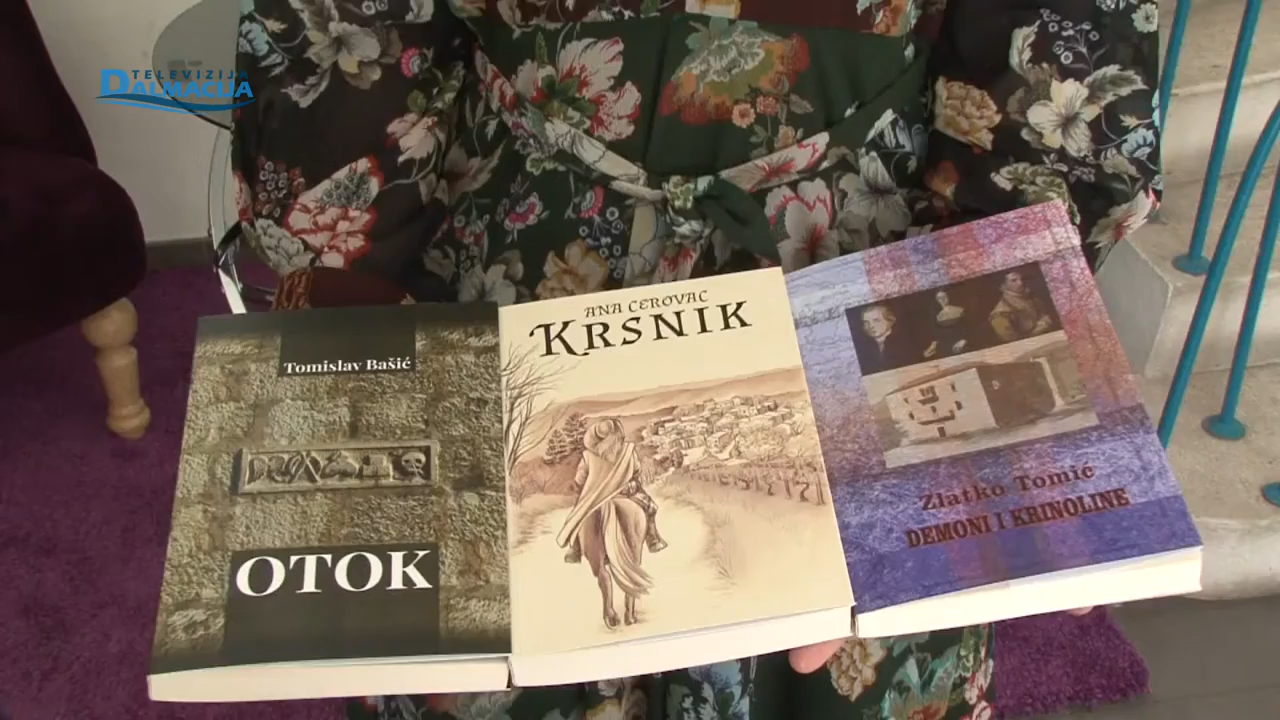 TELEVIZIJA
DALMACIJA
Tomislav Bašić
OTOK
ANA CEROVAC
KRSNIK
Zlatko Tomić
DEMONI I KRINOLINE